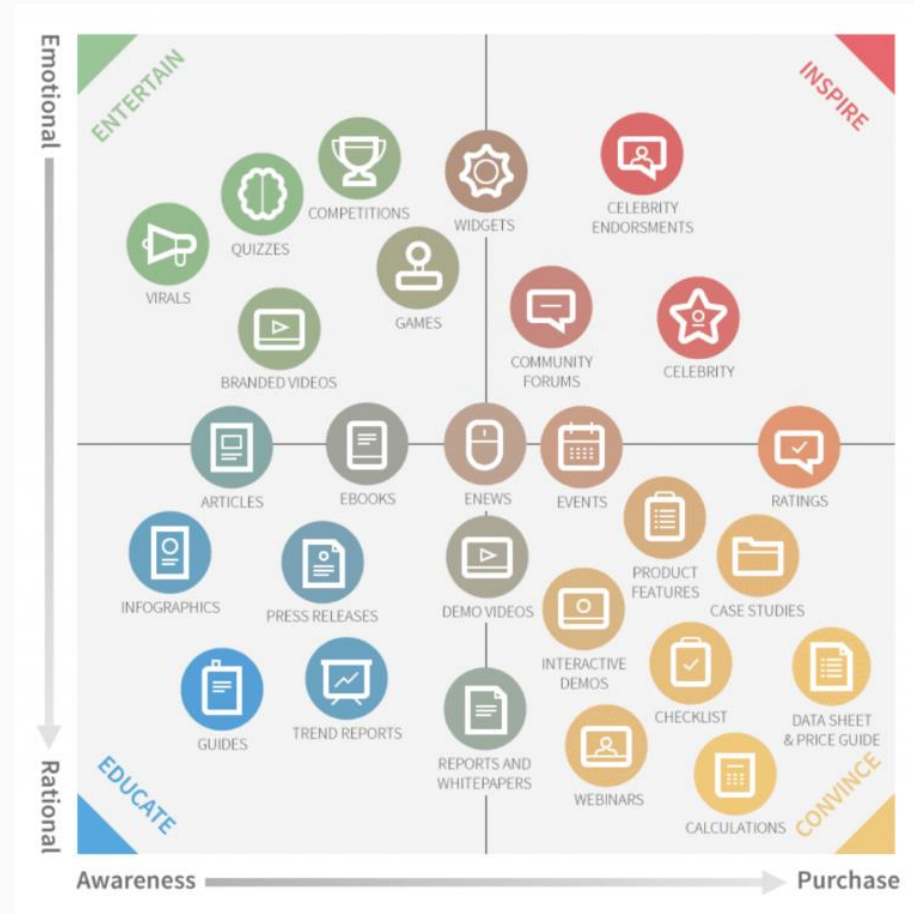 Emotional
ENTERTAIN
INSPIRE
COMPETITIONS
WIDGETS
CELEBRITY
ENDORSMENTS
QUIZZES
VIRALS
GAMES
BRANDED VIDEOS
COMMUNITY
FORUMS
CELEBRITY
ARTICLES
EBOOKS
ENEWS
EVENTS
RATINGS
INFOGRAPHICS
PRESS RELEASES
DEMO VIDEOS
PRODUCT
FEATURES
CASE STUDIES
INTERACTIVE
DEMOS
GUIDES
TREND REPORTS
CHECKLIST
DATA SHEET
& PRICE GUIDE
REPORTS AND
WHITEPAPERS
WEBINARS
CALCULATIONS
Rational
EDUCATE
CONVINCE
Awareness
Purchase